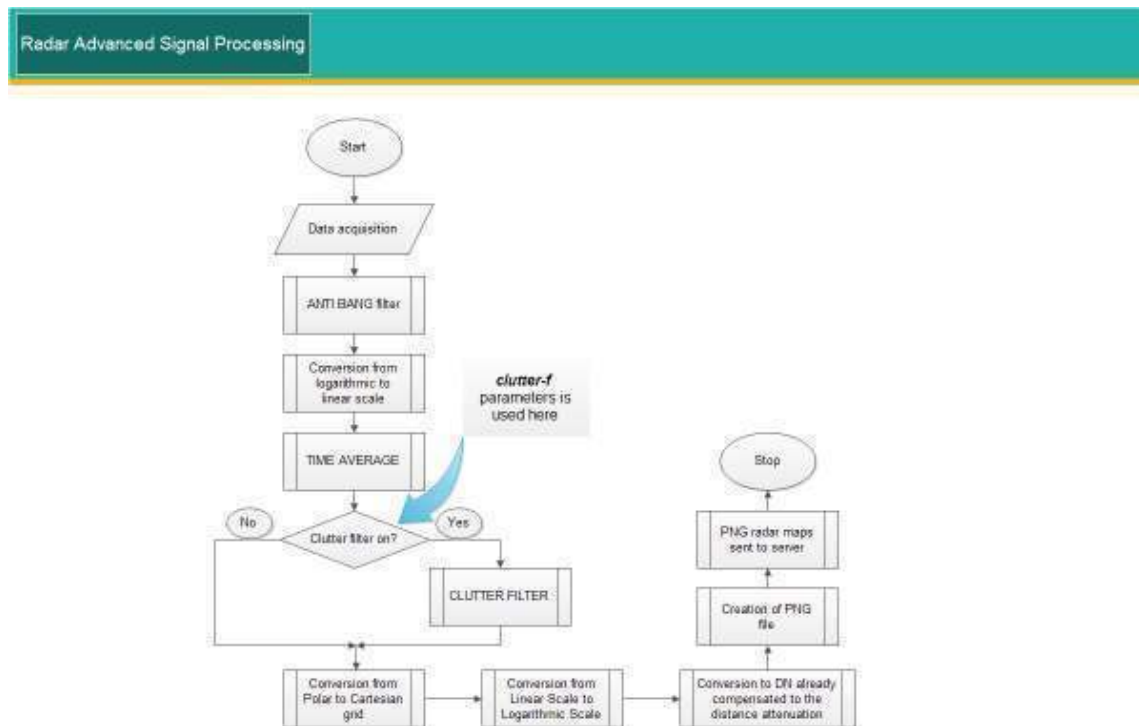 Radar Advanced Signal Processing
Start
Data acquisition
ANTI BANG filter
Conversion from
logarithmic to
linear scale
clutter-f
parameters is
used here
TIME AVERAGE
No
Clutter filter on?
Yes
CLUTTER FILTER
Conversion from
Polar to Cartesian
grid
Conversion from
Linear Scale to
Logarithmic Scale
Conversion to DN already
compensated to the
distance attenuation
Creation of PNG
file
PNG radar maps
sent to server
Stop